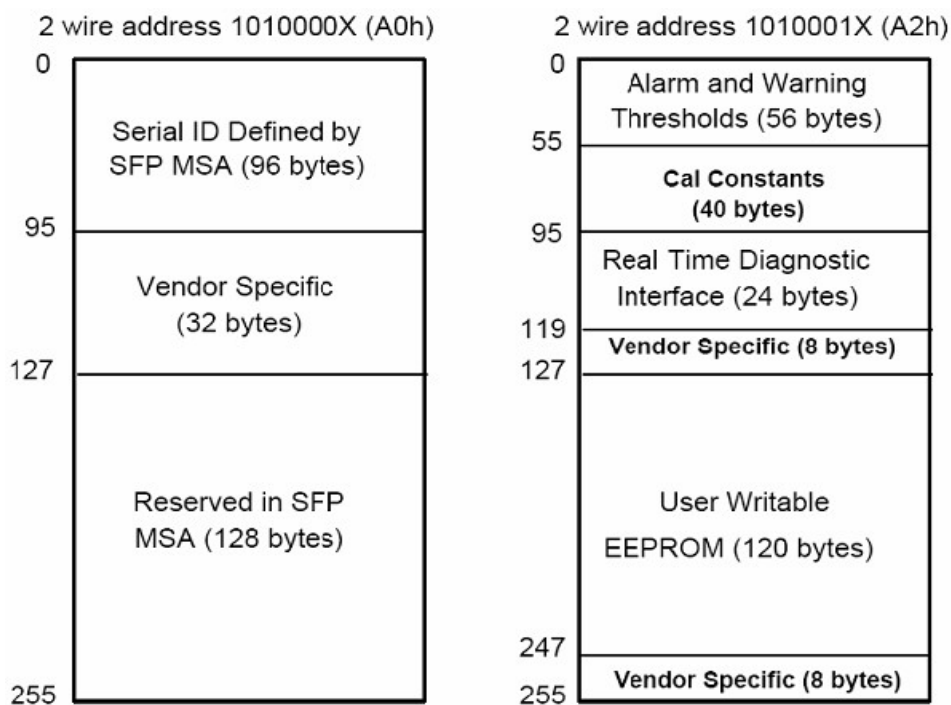 2 wire address 1010000X (A0h)
0
Serial ID Defined by
SFP MSA (96 bytes)
95
Vendor Specific
(32 bytes)
127
Reserved in SFP
MSA (128 bytes)
255
2 wire address 1010001X (A2h)
0
Alarm and Warning
Thresholds (56 bytes)
55
Cal Constants
(40 bytes)
95
Real Time Diagnostic
Interface (24 bytes)
119
Vendor Specific (8 bytes)
127
User Writable
EEPROM (120 bytes)
247
Vendor Specific (8 bytes)
255